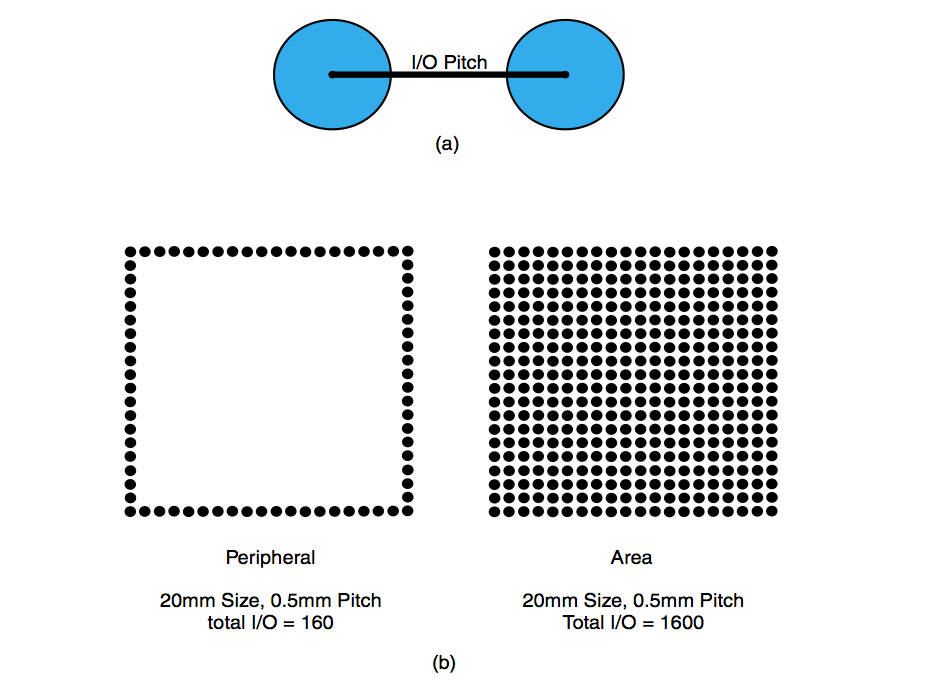 I/O Pitch
(a)
Peripheral
Area
20mm Size, 0.5mm Pitch
total I/O = 160
20mm Size, 0.5mm Pitch
Total I/O = 1600
(b)